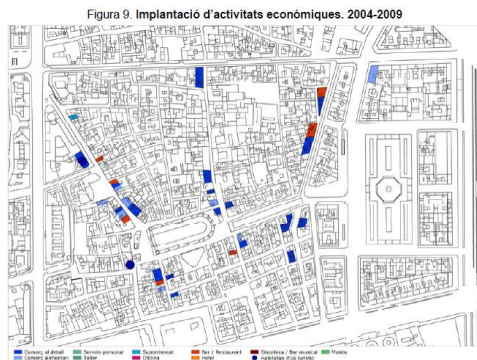 Figura 9. Implantació d'activitats econòmiques. 2004-2009
Comerç al detall Serveis personal Supermercat Bar / Restaurant Discoteca / Bar musical Fleca
Comerç alimentari Taller Oficina Hotel Habitatge d'ús turístic